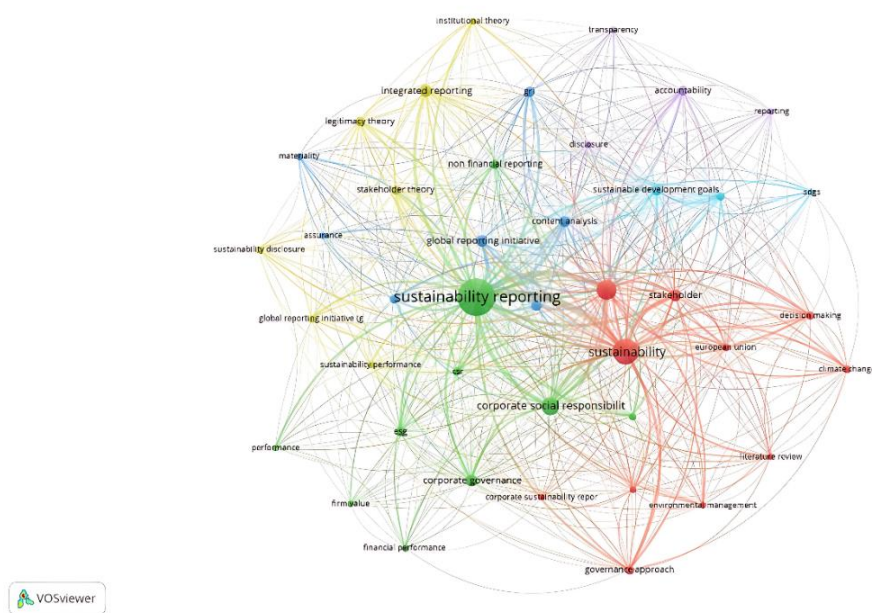 institutional theory
transparency
integrated reporting
gri
accountability
reporting
legitimacy theory
disclosure
materiality
non financial reporting
stakeholder theory
sustainable development goals
sdgs
content analysis
assurance
global reporting initiative
sustainability disclosure
sustainability reporting
stakeholder
global reporting initiative (g
decision making
european union
sustainability
sustainability performance
csr
climate change
corporate social responsibilit
esg
performance
literature review
corporate governance
corporate sustainability repor
environmental management
firm value
financial performance
governance approach
VOSviewer